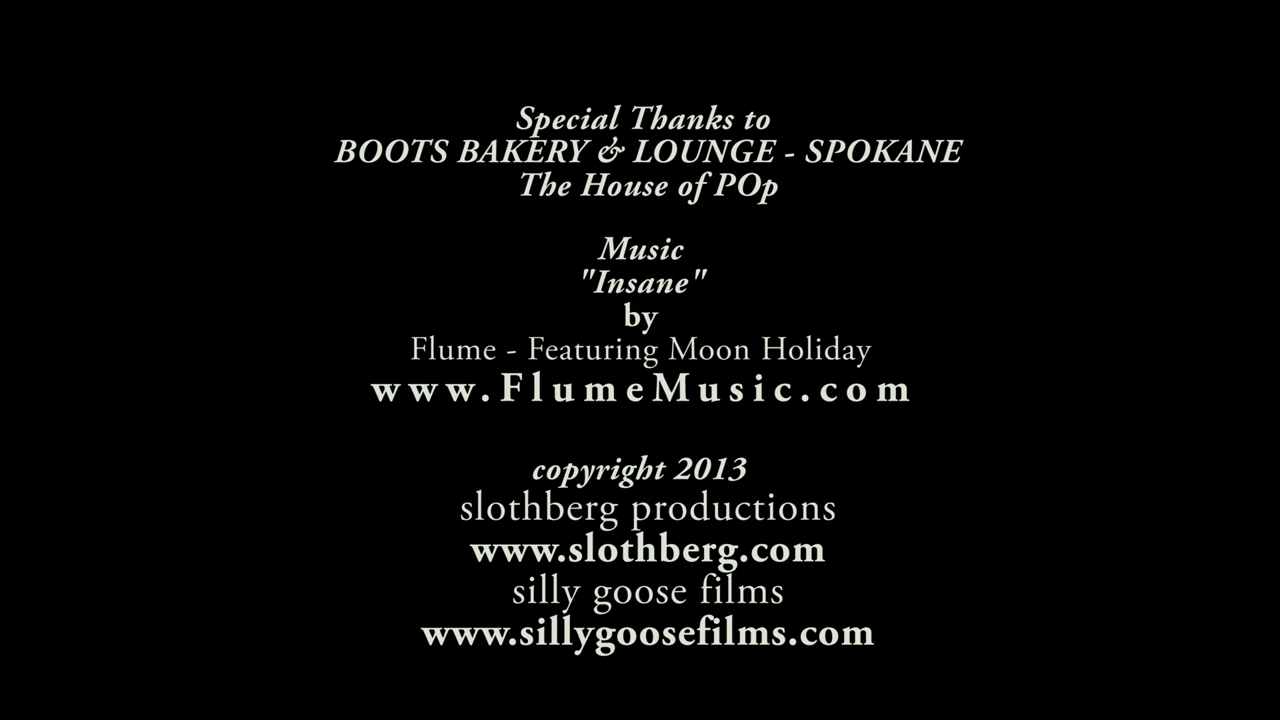 Special Thanks to
BOOTS BAKERY & LOUNGE - SPOKANE
The House of POp
Music
"Insane"
by
Flume - Featuring Moon Holiday
www.FlumeMusic.com
copyright 2013
slothberg productions
www.slothberg.com
silly goose films
www.sillygoosefilms.com